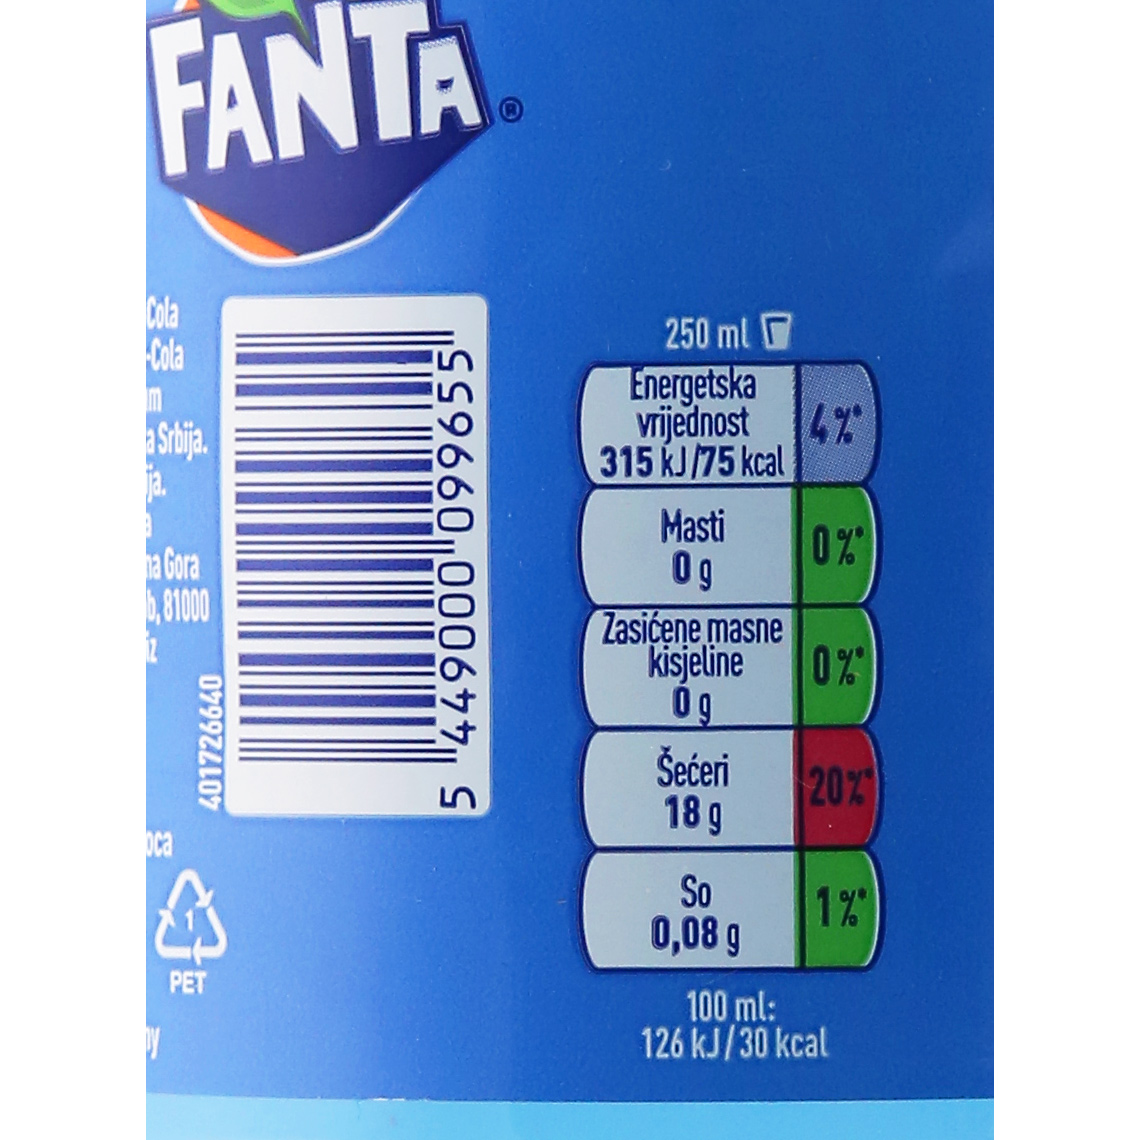 FANTA®
Cola
-Cola
a Srbija.
na Gora
b, 81000
iz
401726640
5 449000 099655
1
PET
250 ml
Energetska
vrijednost
315 kJ/75 kcal
4%*
Masti
0 g
0%*
Zasićene masne
kisjeline
0 g
0%*
Šećeri
18 g
20%*
So
0,08 g
1%*
100 ml:
126 kJ/30 kcal